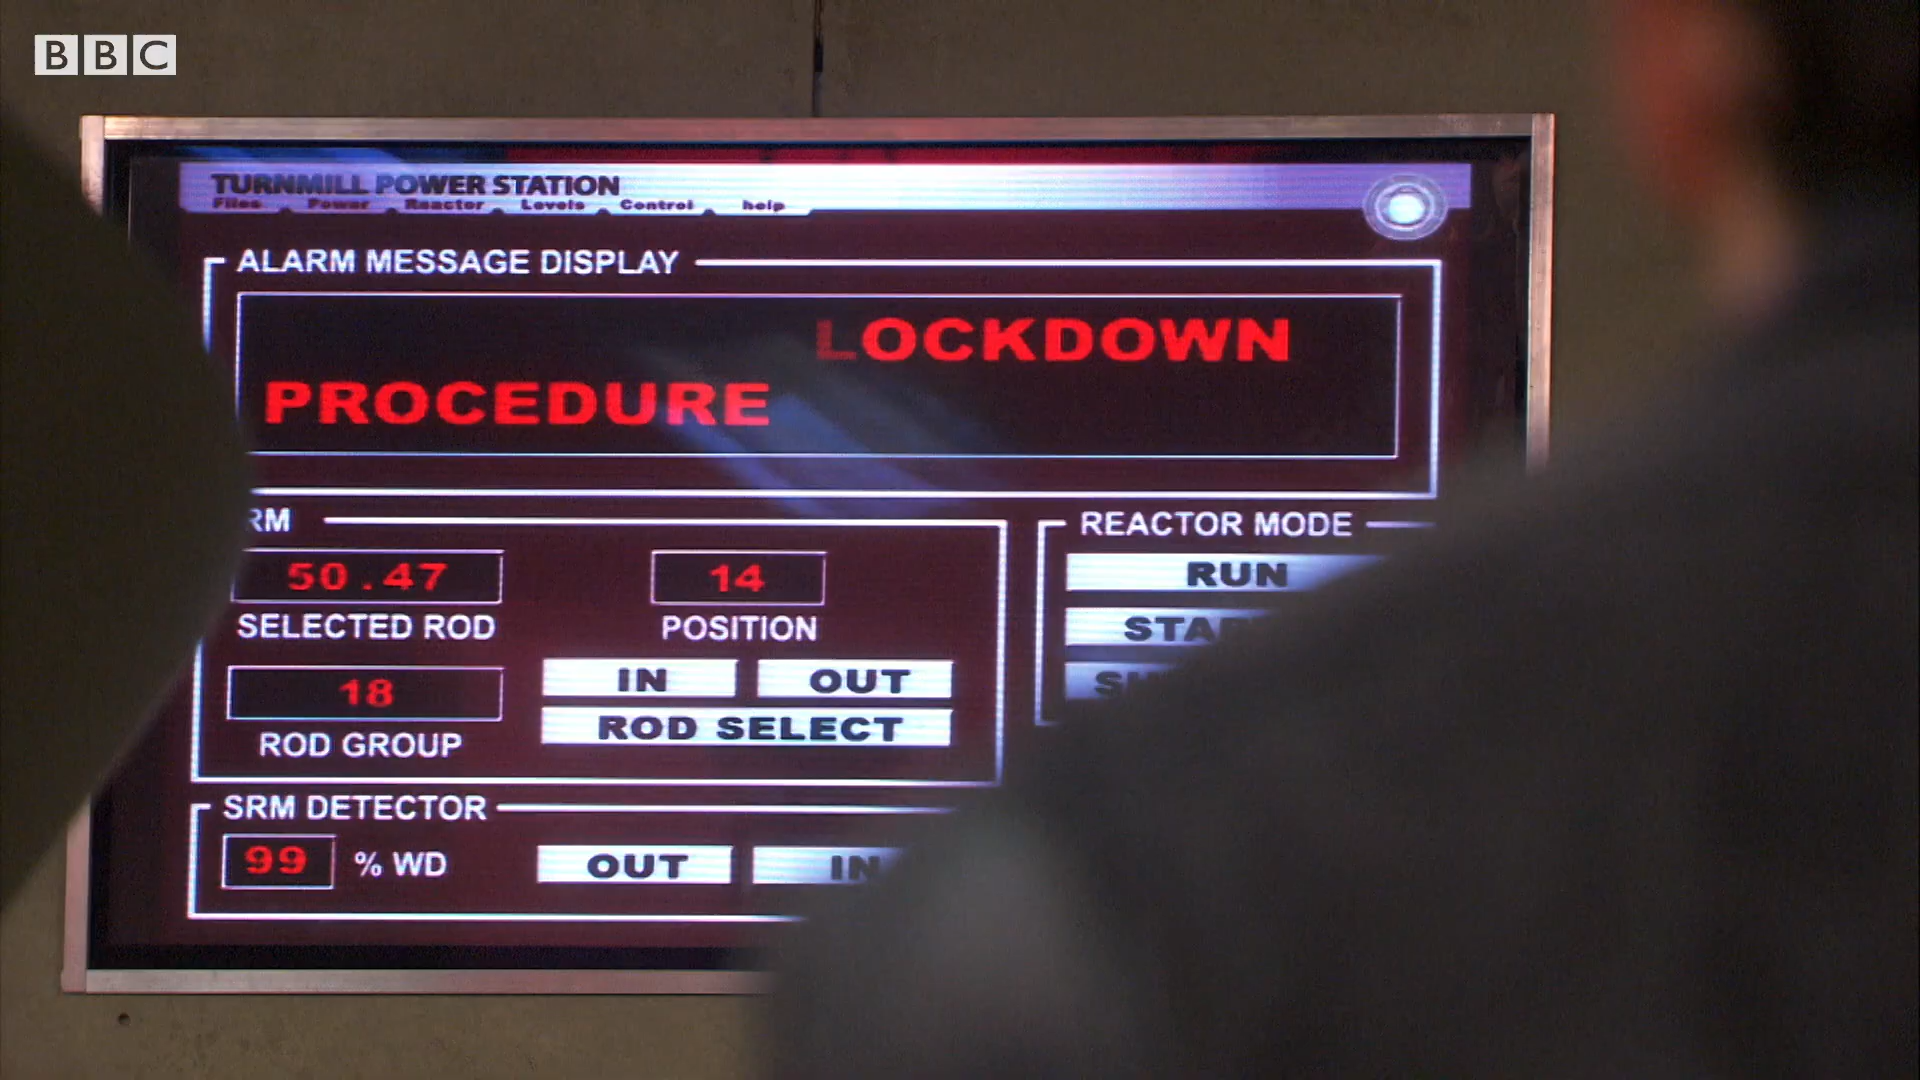 BBC
TURNMILL POWER STATION
Files Power Reactor Levels Control help
ALARM MESSAGE DISPLAY
LOCKDOWN
PROCEDURE
RM
REACTOR MODE
50.47
14
RUN
SELECTED ROD
POSITION
18
IN
OUT
ROD GROUP
ROD SELECT
SRM DETECTOR
99
% WD
OUT
IN